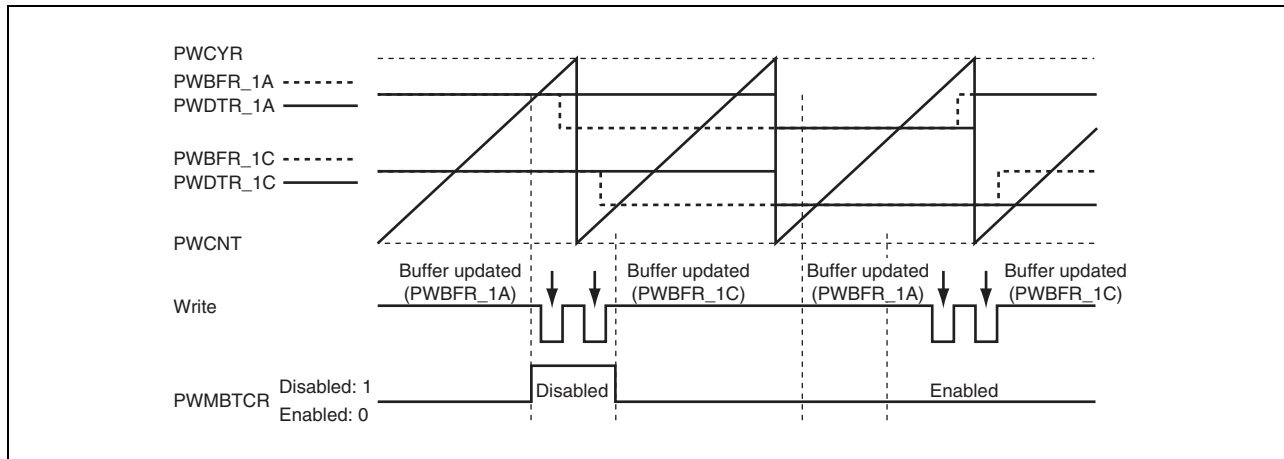 PWCYR
PWBFR_1A
PWDTR_1A
PWBFR_1C
PWDTR_1C
PWCNT
Buffer updated
(PWBFR_1A)
Buffer updated
(PWBFR_1C)
Buffer updated
(PWBFR_1A)
Buffer updated
(PWBFR_1C)
Write
PWMBTCR
Disabled: 1
Enabled: 0
Disabled
Enabled